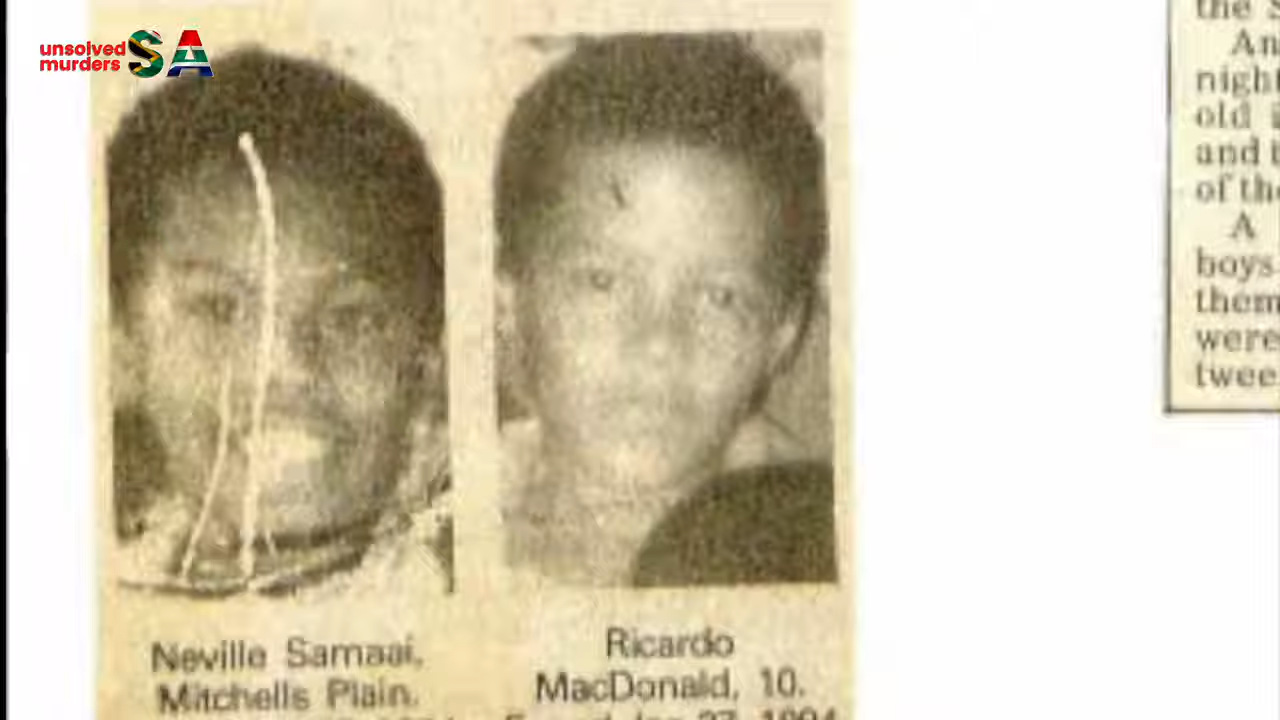 unsolved
murders SA
Neville Samaai,
Mitchells Plain.
Ricardo
MacDonald, 10.
the S
An
night
old
and b
of the
A
boys
them
were
twee